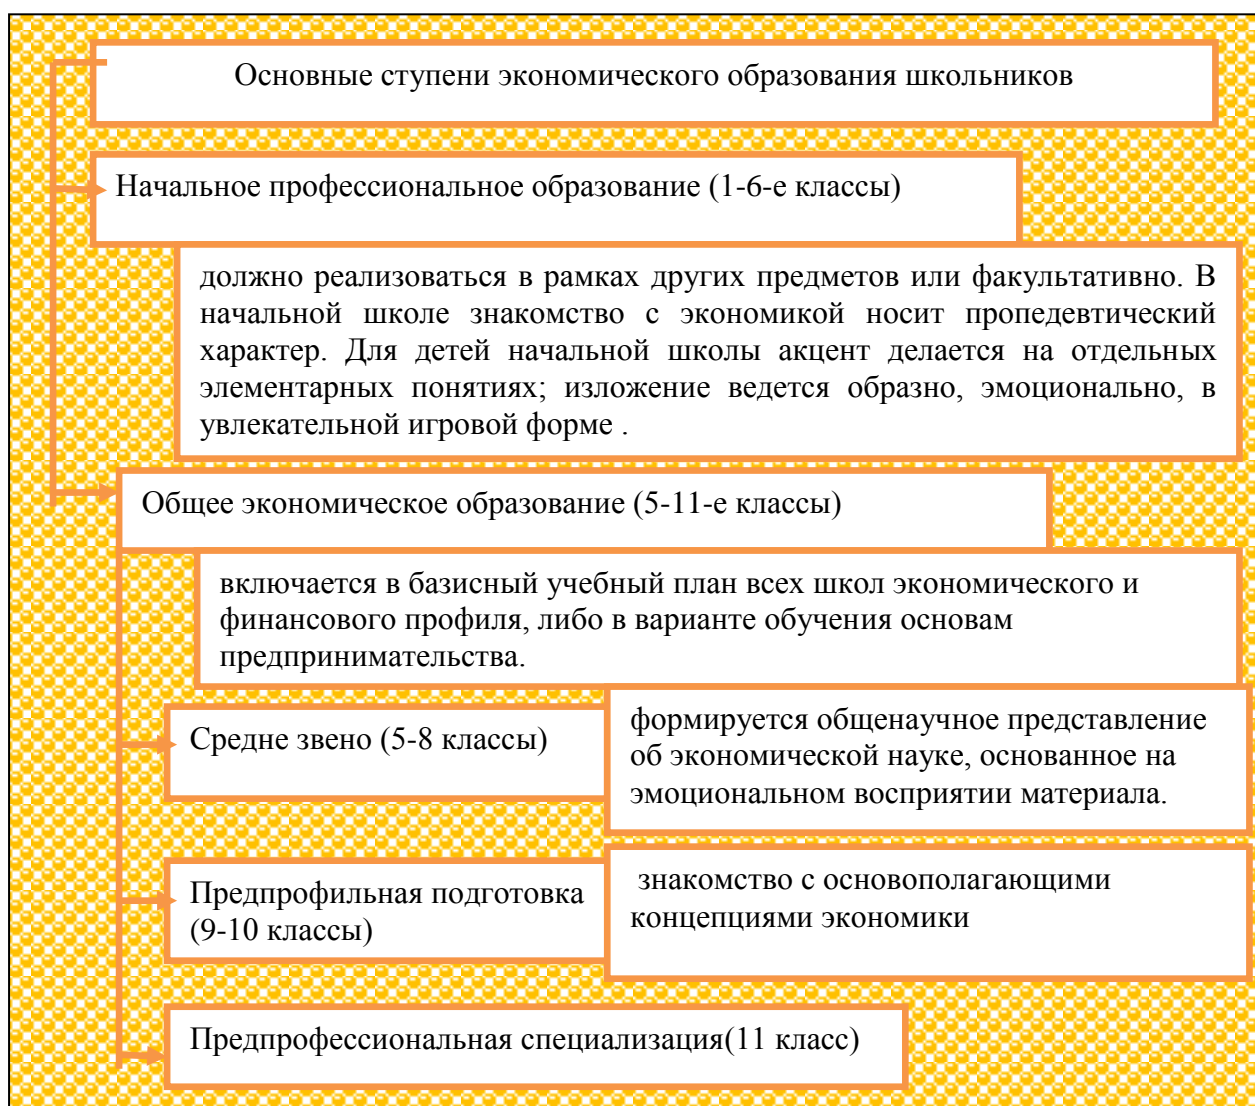 Основные ступени экономического образования школьников
Начальное профессиональное образование (1-6-е классы)
должно реализоваться в рамках других предметов или факультативно. В
начальной школе знакомство с экономикой носит пропедевтический
характер. Для детей начальной школы акцент делается на отдельных
элементарных понятиях; изложение ведется образно, эмоционально, в
увлекательной игровой форме .
Общее экономическое образование (5-11-е классы)
включается в базисный учебный план всех школ экономического и
финансового профиля, либо в варианте обучения основам
предпринимательства.
Средне звено (5-8 классы)
формируется общенаучное представление
об экономической науке, основанное на
эмоциональном восприятии материала.
Предпрофильная подготовка
(9-10 классы)
знакомство с основополагающими
концепциями экономики
Предпрофессиональная специализация(11 класс)